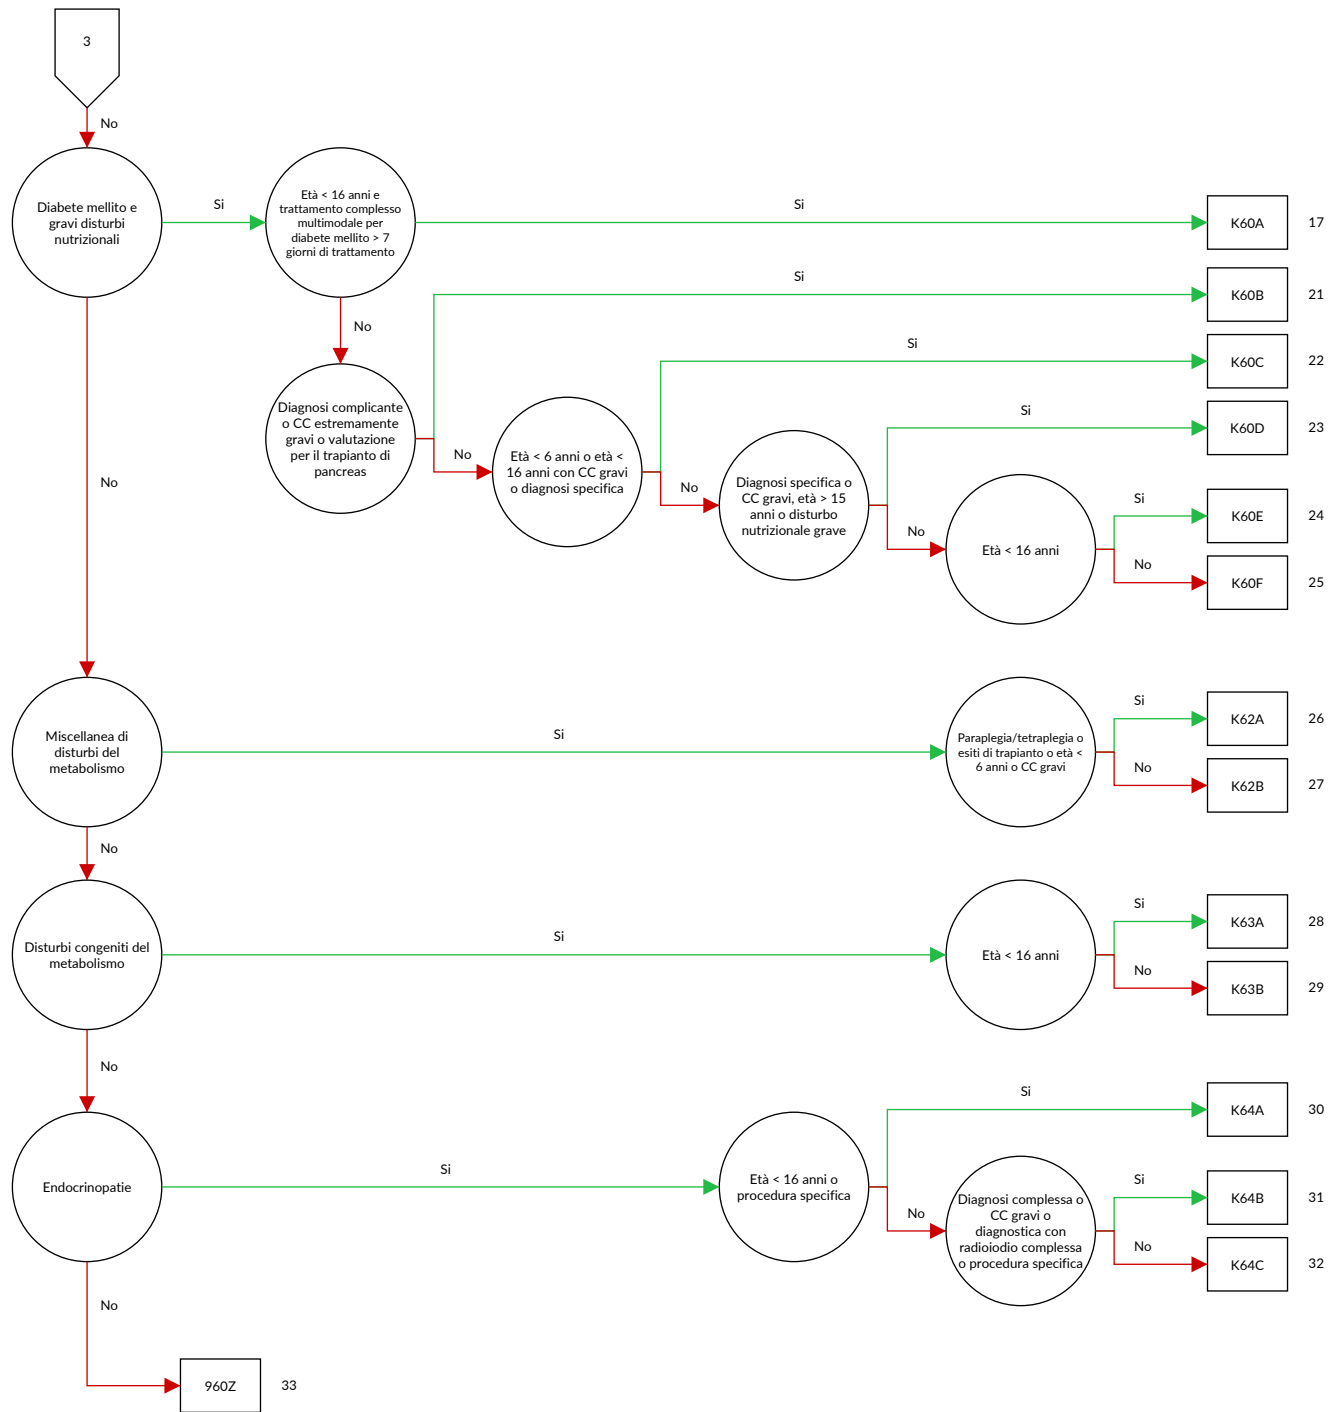 3
No
Diabete mellito e
gravi disturbi
nutrizionali
Si
Età < 16 anni e
trattamento complesso
multimodale per
diabete mellito > 7
giorni di trattamento
Si
K60A
17
Si
K60B
21
No
Si
K60C
22
Diagnosi complicante
o CC estremamente
gravi o valutazione
per il trapianto di
pancreas
No
Età < 6 anni o età <
16 anni con CC gravi
o diagnosi specifica
Si
K60D
23
No
Diagnosi specifica o
CC gravi, età > 15
anni o disturbo
nutrizionale grave
No
Età < 16 anni
Si
K60E
24
No
K60F
25
No
Miscellanea di
disturbi del
metabolismo
Si
Paraplegia/tetraplegia o
esiti di trapianto o età <
6 anni o CC gravi
Si
K62A
26
No
K62B
27
No
Disturbi congeniti del
metabolismo
Si
Età < 16 anni
Si
K63A
28
No
K63B
29
No
Endocrinopatie
Si
Età < 16 anni o
procedura specifica
Si
K64A
30
No
Diagnosi complessa o
CC gravi o
diagnostica con
radioiodio complessa
o procedura specifica
Si
K64B
31
No
K64C
32
No
960Z
33